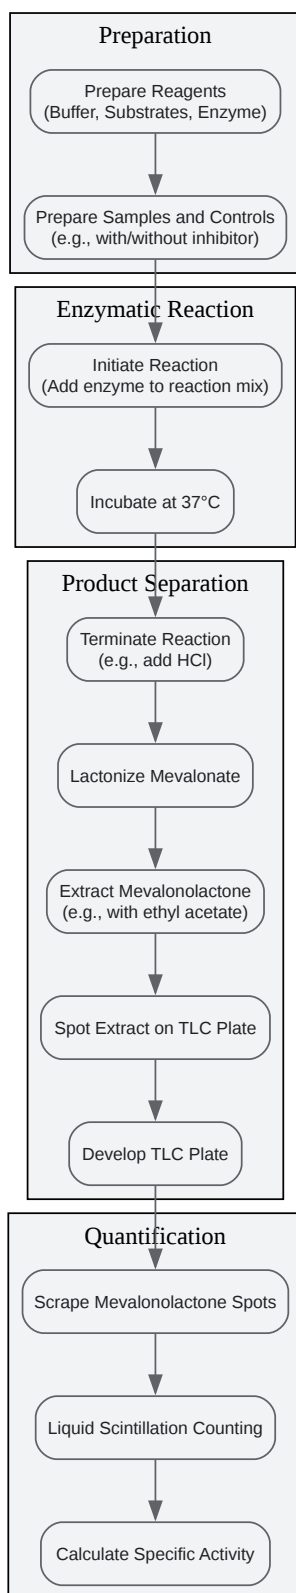 Preparation
Prepare Reagents
(Buffer, Substrates, Enzyme)
Prepare Samples and Controls
(e.g., with/without inhibitor)
Enzymatic Reaction
Initiate Reaction
(Add enzyme to reaction mix)
Incubate at 37°C
Product Separation
Terminate Reaction
(e.g., add HCl)
Lactonize Mevalonate
Extract Mevalonolactone
(e.g., with ethyl acetate)
Spot Extract on TLC Plate
Develop TLC Plate
Quantification
Scrape Mevalonolactone Spots
Liquid Scintillation Counting
Calculate Specific Activity